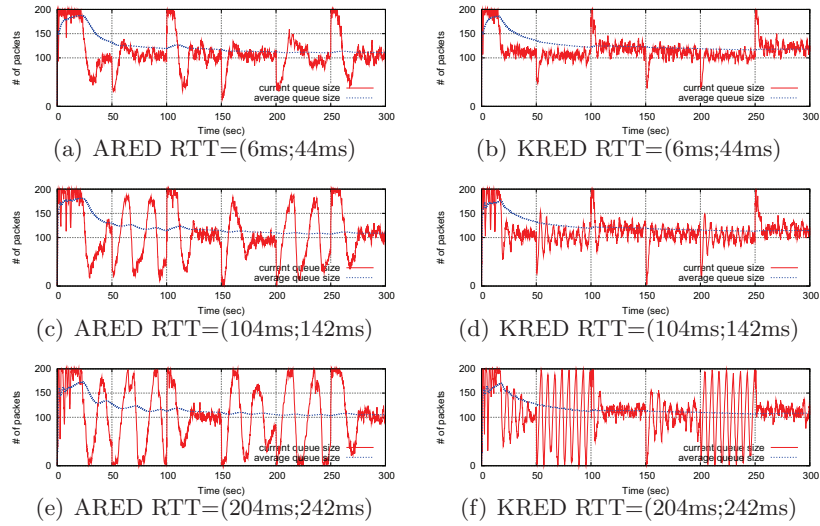 200
150
100
50
0
# of packets
0 50 100 150 200 250 300
Time (sec)
current queue size
average queue size
(a) ARED RTT=(6ms;44ms)
200
150
100
50
0
# of packets
0 50 100 150 200 250 300
Time (sec)
current queue size
average queue size
(b) KRED RTT=(6ms;44ms)
200
150
100
50
0
# of packets
0 50 100 150 200 250 300
Time (sec)
current queue size
average queue size
(c) ARED RTT=(104ms;142ms)
200
150
100
50
0
# of packets
0 50 100 150 200 250 300
Time (sec)
current queue size
average queue size
(d) KRED RTT=(104ms;142ms)
200
150
100
50
0
# of packets
0 50 100 150 200 250 300
Time (sec)
current queue size
average queue size
(e) ARED RTT=(204ms;242ms)
200
150
100
50
0
# of packets
0 50 100 150 200 250 300
Time (sec)
current queue size
average queue size
(f) KRED RTT=(204ms;242ms)